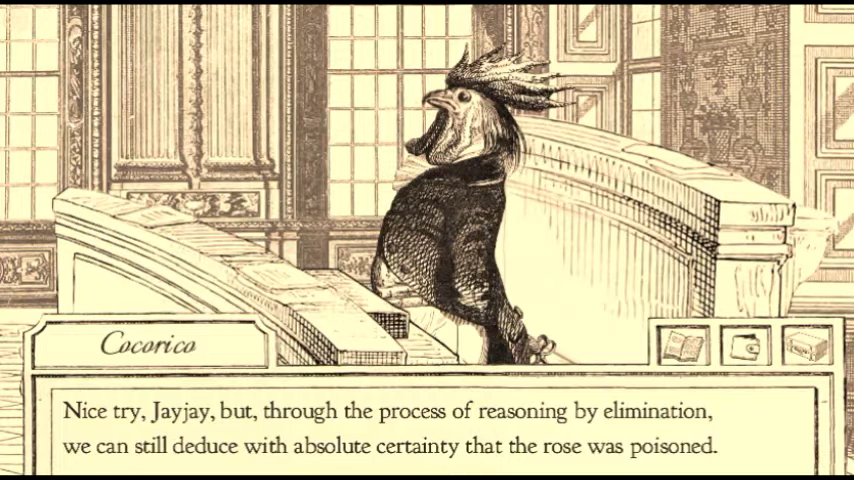 Cocorico
Nice try, Jayjay, but, through the process of reasoning by elimination,
we can still deduce with absolute certainty that the rose was poisoned.